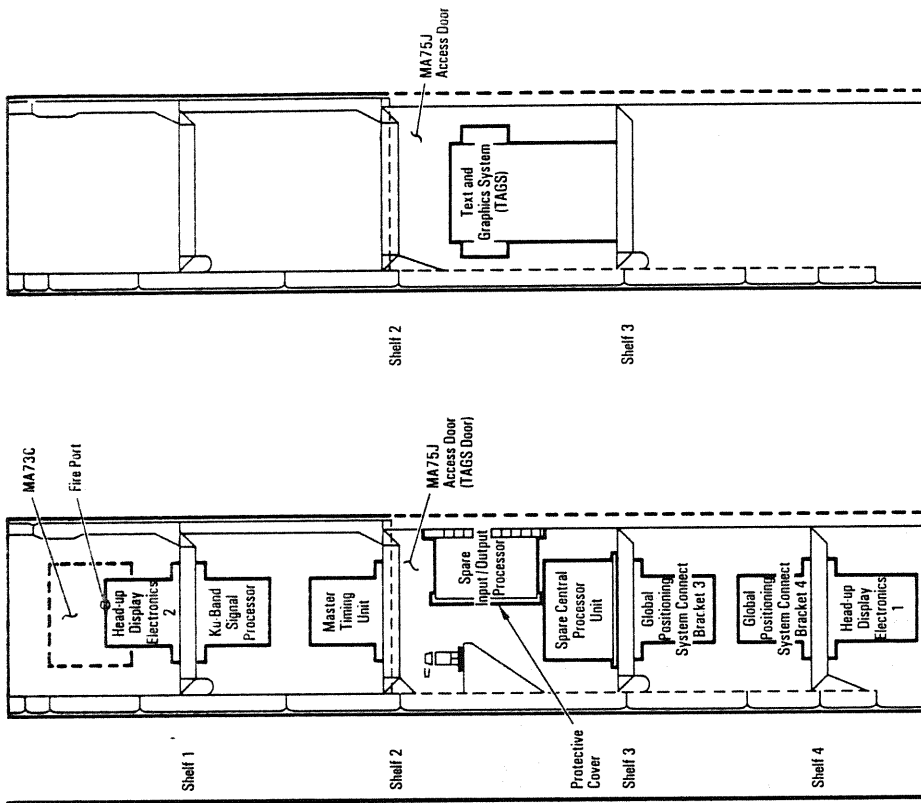 MA75J
Access Door
Text and
Graphics System
(TAGS)
Shelf 2
Shelf 3
MA73C
Fire Port
Head-up
Display
Electronics
2
Ku-Band
Signal
Processor
Shelf 1
Master
Timing
Unit
Shelf 2
MA75J
Access Door
(TAGS Door)
Spare
Input/Output
Processor
Protective
Cover
Spare Central
Processor
Unit
Shelf 3
Global
Positioning
System Connect
Bracket 3
Global
Positioning
System Connect
Bracket 4
Shelf 4
Head-up
Display
Electronics
1